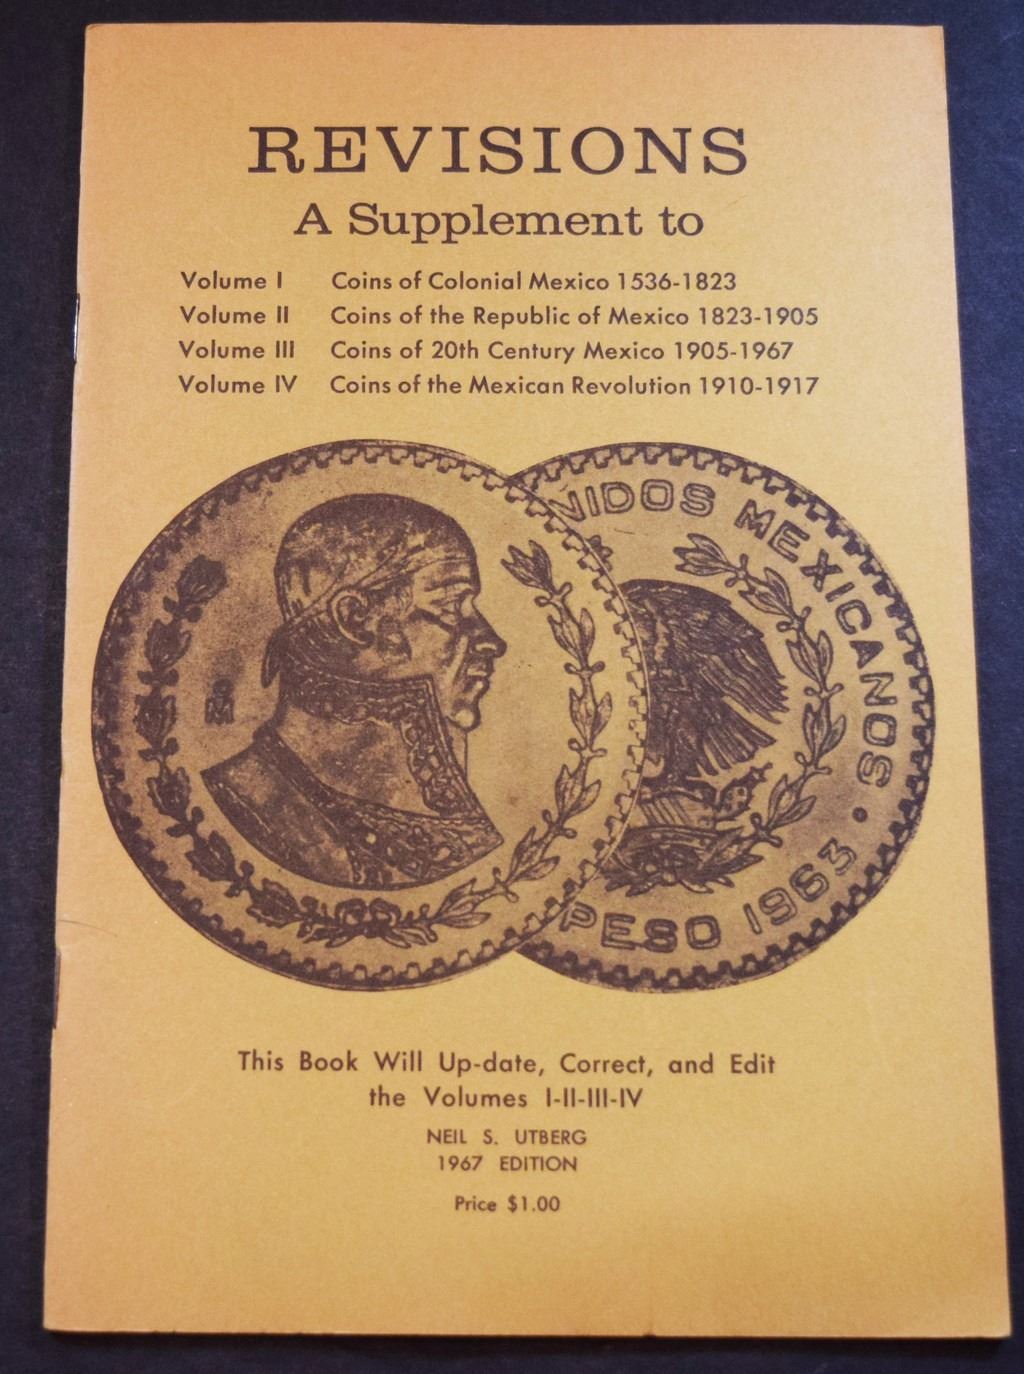 REVISIONS
A Supplement to
Volume I Coins of Colonial Mexico 1536-1823
Volume II Coins of the Republic of Mexico 1823-1905
Volume III Coins of 20th Century Mexico 1905-1967
Volume IV Coins of the Mexican Revolution 1910-1917
NIDOS MEXICANOS •
M
PESO 1963
This Book Will Up-date, Correct, and Edit
the Volumes I-II-III-IV
NEIL S. UTBERG
1967 EDITION
Price $1.00